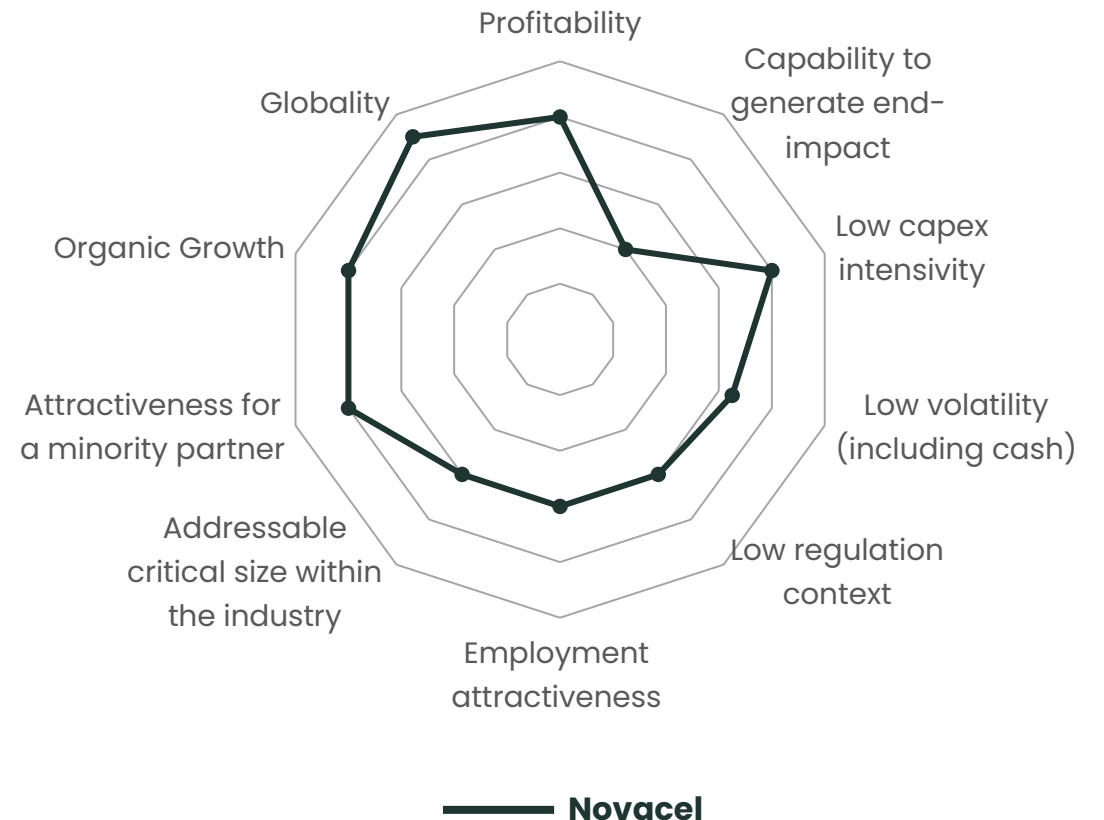 Profitability
Capability to
generate end-
impact
Globality
Low capex
intensivity
Organic Growth
Low volatility
(including cash)
Attractiveness for
a minority partner
Low regulation
context
Addressable
critical size within
the industry
Employment
attractiveness
Novacel